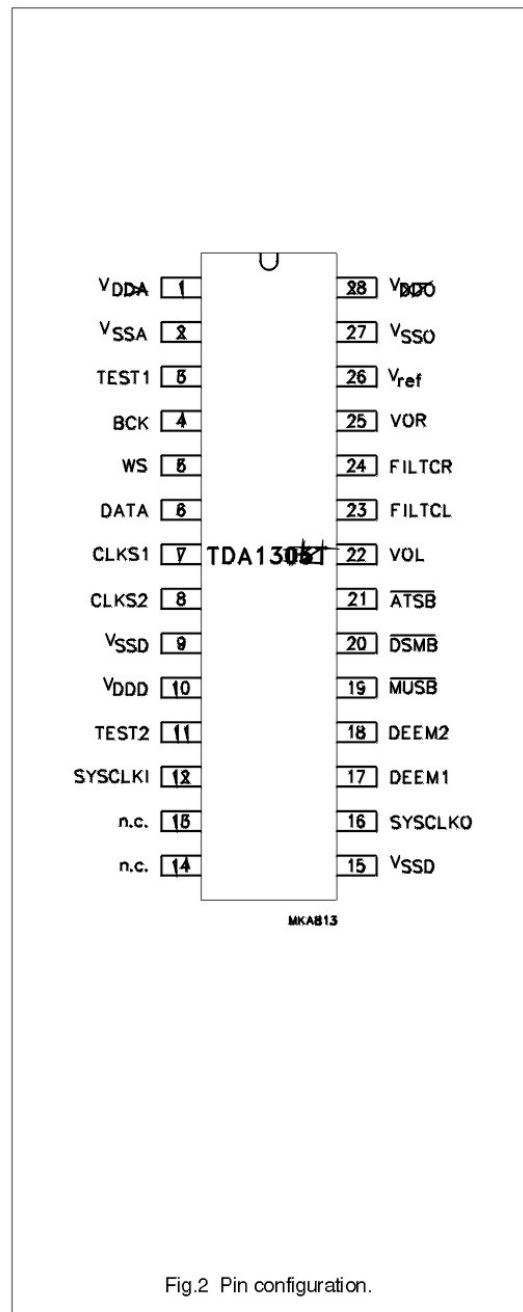 VDDA 1 28 VDDO
VSSA 2 27 VSSO
TEST1 3 26 Vref
BCK 4 25 VOR
WS 5 24 FILTCR
DATA 6 23 FILTCL
CLKS1 7 TDA1305T 22 VOL
CLKS2 8 21 ATSB
VSSD 9 20 DSMB
VDDD 10 19 MUSB
TEST2 11 18 DEEM2
SYSCLKI 12 17 DEEM1
n.c. 13 16 SYSCLKO
n.c. 14 15 VSSD
MKA813
Fig.2 Pin configuration.